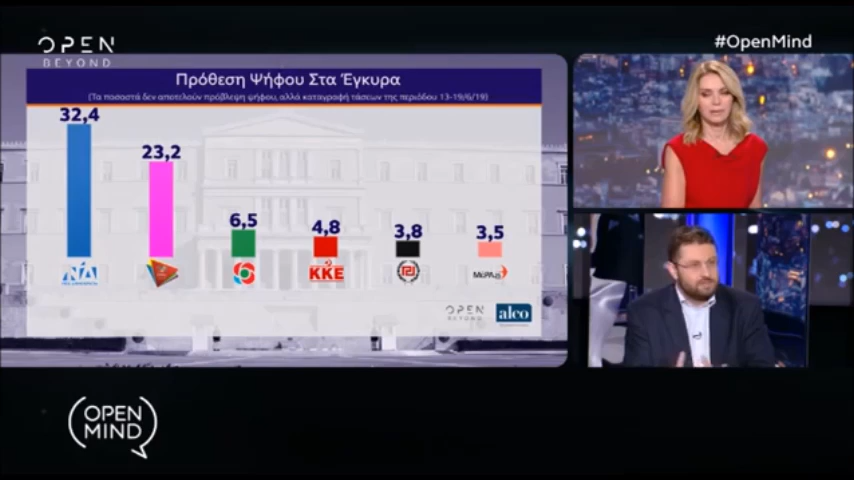 OPEN
BEYOND
#OpenMind
Πρόθεση Ψήφου Στα Έγκυρα
(Τα ποσοστά δεν αποτελούν πρόβλεψη ψήφου, αλλά καταγραφή τάσεων της περιόδου 13-19/6/19)
32,4
23,2
6,5
4,8
3,8
3,5
ΝΔ
ΚΚΕ
ΜέΡΑ25
OPEN
BEYOND
alco
OPEN
MIND